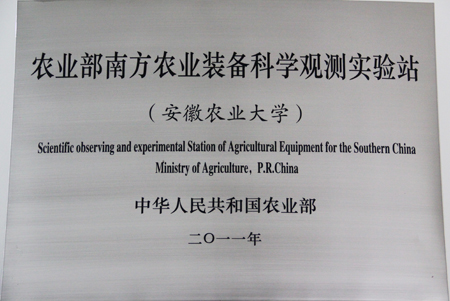 农业部南方农业装备科学观测实验站
（安徽农业大学）
Scientific observing and experimental Station of Agricultural Equipment for the Southern China
Ministry of Agriculture, P.R.China
中华人民共和国农业部
二〇一一年